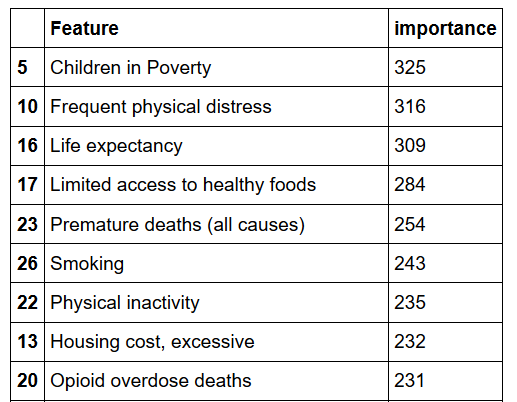 Feature importance
5 Children in Poverty 325
10 Frequent physical distress 316
16 Life expectancy 309
17 Limited access to healthy foods 284
23 Premature deaths (all causes) 254
26 Smoking 243
22 Physical inactivity 235
13 Housing cost, excessive 232
20 Opioid overdose deaths 231